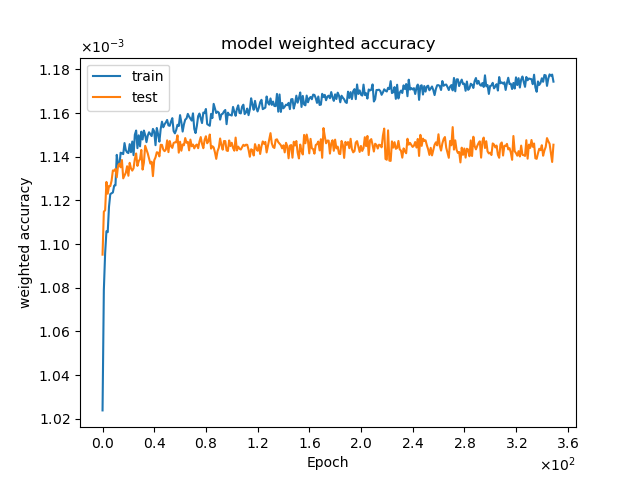 model weighted accuracy
×10⁻³
1.18
1.16
1.14
1.12
1.10
1.08
1.06
1.04
1.02
weighted accuracy
train
test
0.0 0.4 0.8 1.2 1.6 2.0 2.4 2.8 3.2 3.6
Epoch
×10²